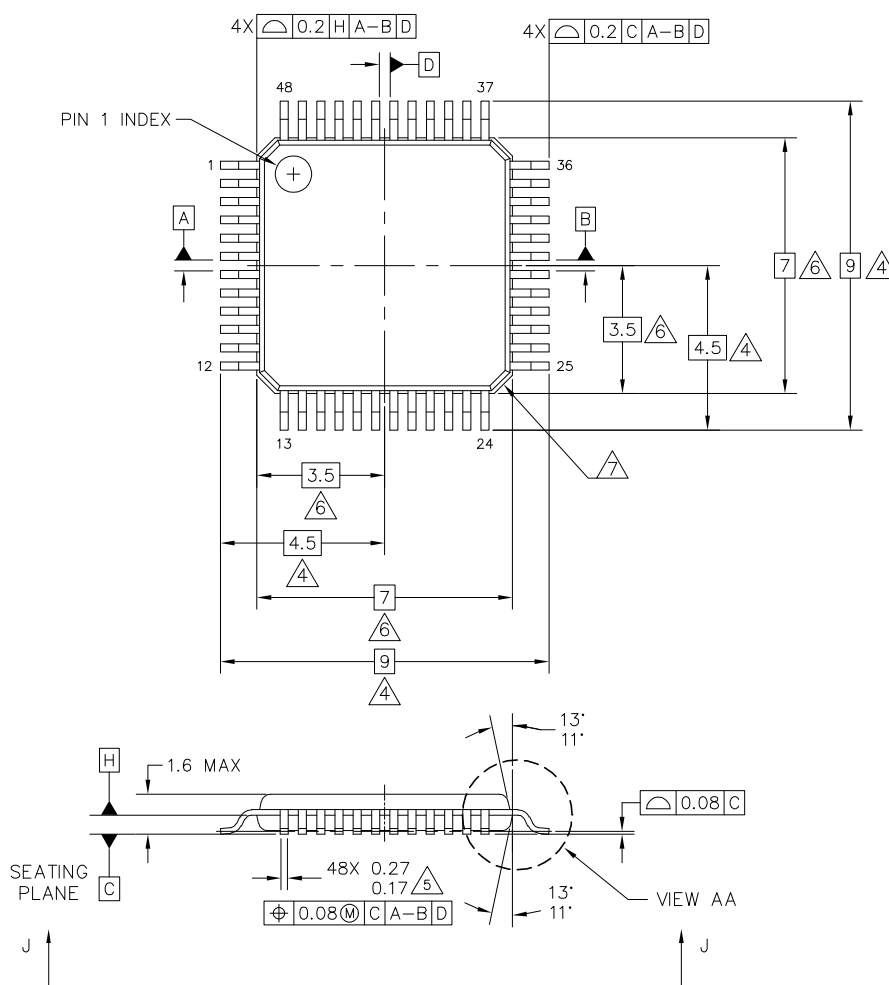 4X ⌓ 0.2 H A-B D
4X ⌓ 0.2 C A-B D
D
48 37
PIN 1 INDEX
1 36
A B
7 6 9 4
3.5 6
4.5 4
12 25
13 24
7
3.5
6
4.5
4
7
6
9
4
13°
11°
H
1.6 MAX
⌓ 0.08 C
SEATING
PLANE
C
48X 0.27
0.17 5
⌖ 0.08 Ⓜ C A-B D
13°
11°
VIEW AA
J J